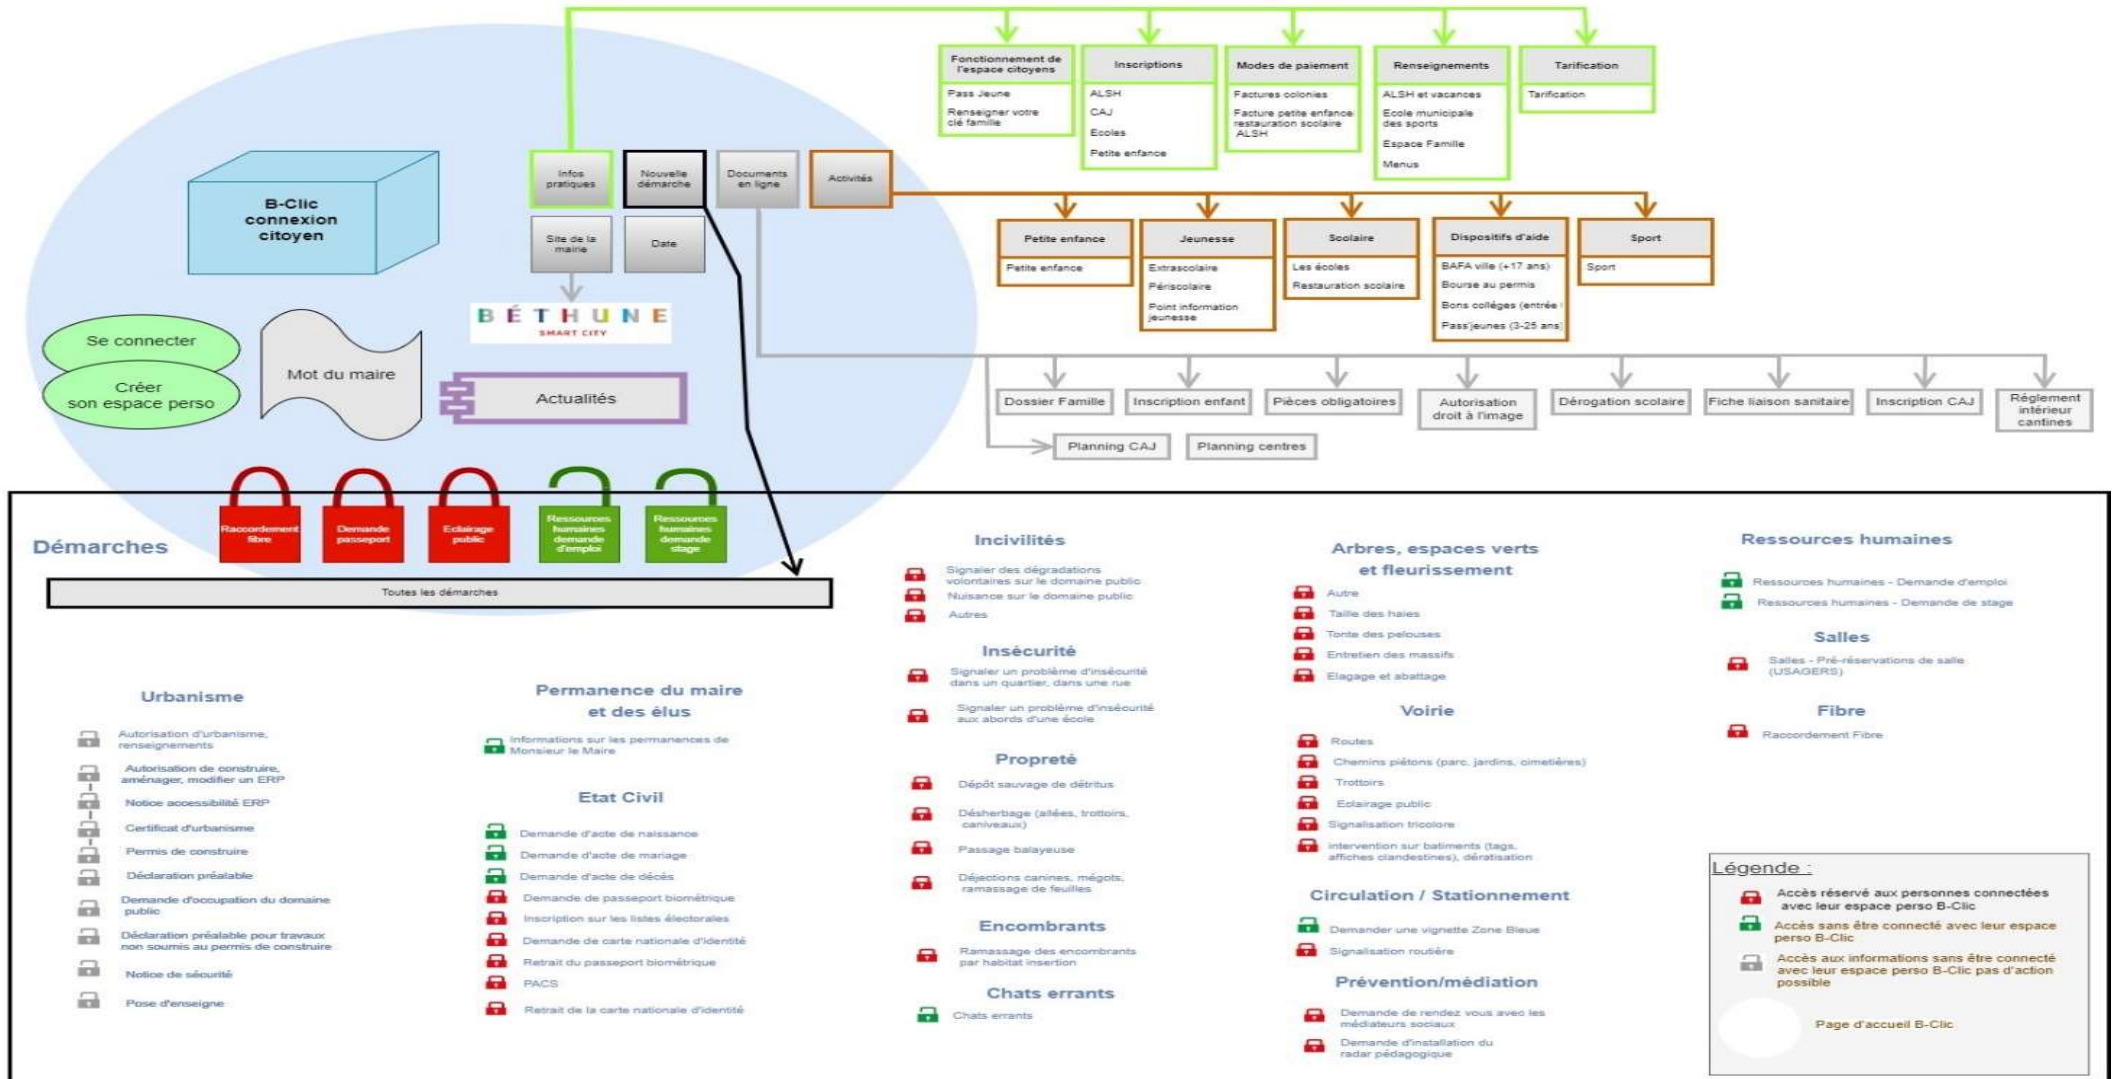 Fonctionnement de
l'espace citoyens
Pass Jeune
Renseigner votre
clé famille
Inscriptions
ALSH
CAJ
Ecoles
Petite enfance
Modes de paiement
Factures colonies
Facture petite enfance
restauration scolaire
ALSH
Renseignements
ALSH et vacances
Ecole municipale
des sports
Espace Famille
Menus
Tarification
Tarification
B-Clic
connexion
citoyen
Infos
pratiques
Nouvelle
démarche
Documents
en ligne
Activités
Site de la
mairie
Date
BÉTHUNE
SMART CITY
Petite enfance
Petite enfance
Jeunesse
Extrascolaire
Périscolaire
Point information
jeunesse
Scolaire
Les écoles
Restauration scolaire
Dispositifs d'aide
BAFA ville (+17 ans)
Bourse au permis
Bons collèges (entrée
Pass'jeunes (3-25 ans)
Sport
Sport
Se connecter
Créer
son espace perso
Mot du maire
Actualités
Dossier Famille
Inscription enfant
Pièces obligatoires
Autorisation
droit à l'image
Dérogation scolaire
Fiche liaison sanitaire
Inscription CAJ
Réglement
intérieur
cantines
Planning CAJ
Planning centres
Démarches
Raccordement
fibre
Demande
passeport
Eclairage
public
Ressources
humaines
demande
d'emploi
Ressources
humaines
demande
stage
Toutes les démarches
Urbanisme
Autorisation d'urbanisme,
renseignements
Autorisation de construire,
aménager, modifier un ERP
Notice accessibilité ERP
Certificat d'urbanisme
Permis de construire
Déclaration préalable
Demande d'occupation du domaine
public
Déclaration préalable pour travaux
non soumis au permis de construire
Notice de sécurité
Pose d'enseigne
Permanence du maire
et des élus
Informations sur les permanences de
Monsieur le Maire
Etat Civil
Demande d'acte de naissance
Demande d'acte de mariage
Demande d'acte de décés
Demande de passeport biométrique
Inscription sur les listes électorales
Demande de carte nationale d'identité
Retrait du passeport biométrique
PACS
Retrait de la carte nationale d'identité
Incivilités
Signaler des dégradations
volontaires sur le domaine public
Nuisance sur le domaine public
Autres
Insécurité
Signaler un problème d'insécurité
dans un quartier, dans une rue
Signaler un problème d'insécurité
aux abords d'une école
Propreté
Dépôt sauvage de détritus
Désherbage (allées, trottoirs,
caniveaux)
Passage balayeuse
Déjections canines, mégots,
ramassage de feuilles
Encombrants
Ramassage des encombrants
par habitat insertion
Chats errants
Chats errants
Arbres, espaces verts
et fleurissement
Autre
Taille des haies
Tonte des pelouses
Entretien des massifs
Elagage et abattage
Voirie
Routes
Chemins piétons (parc, jardins, cimetières)
Trottoirs
Eclairage public
Signalisation tricolore
intervention sur batiments (tags,
affiches clandestines), dératisation
Circulation / Stationnement
Demander une vignette Zone Bleue
Signalisation routière
Prévention/médiation
Demande de rendez vous avec les
médiateurs sociaux
Demande d'installation du
radar pédagogique
Ressources humaines
Ressources humaines - Demande d'emploi
Ressources humaines - Demande de stage
Salles
Salles - Pré-réservations de salle
(USAGERS)
Fibre
Raccordement Fibre
Légende :
Accès réservé aux personnes connectées
avec leur espace perso B-Clic
Accès sans être connecté avec leur espace
perso B-Clic
Accès aux informations sans être connecté
avec leur espace perso B-Clic pas d'action
possible
Page d'accueil B-Clic